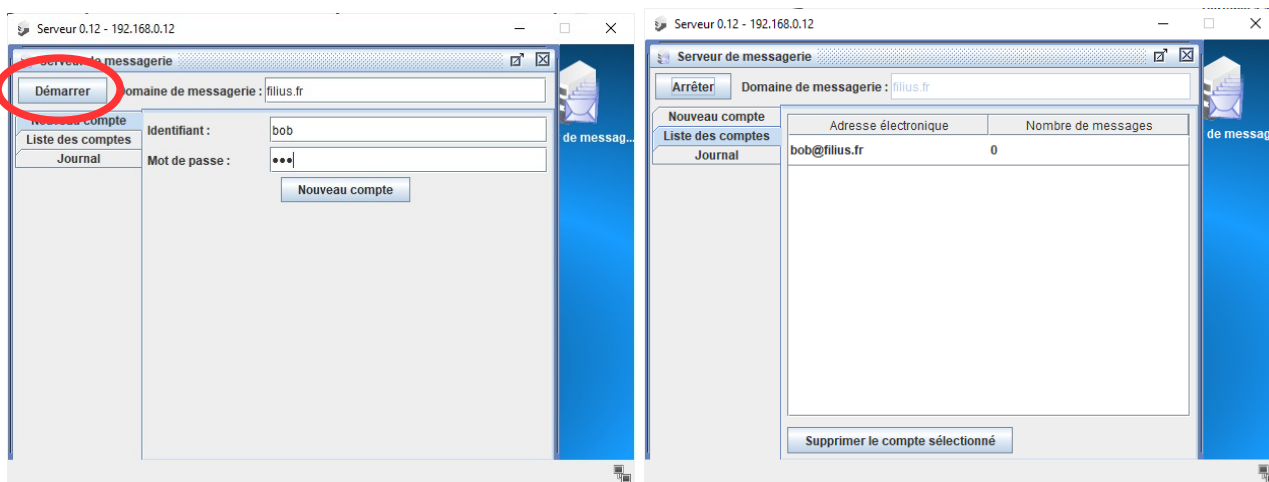 Serveur 0.12 - 192.168.0.12
Serveur de messagerie
Démarrer
Domaine de messagerie : filius.fr
Nouveau compte
Liste des comptes
Journal
Identifiant : bob
Mot de passe : •••
Nouveau compte
de messag...
Serveur 0.12 - 192.168.0.12
Serveur de messagerie
Arrêter
Domaine de messagerie : filius.fr
Nouveau compte
Liste des comptes
Journal
Adresse électronique Nombre de messages
bob@filius.fr 0
Supprimer le compte sélectionné
de messag